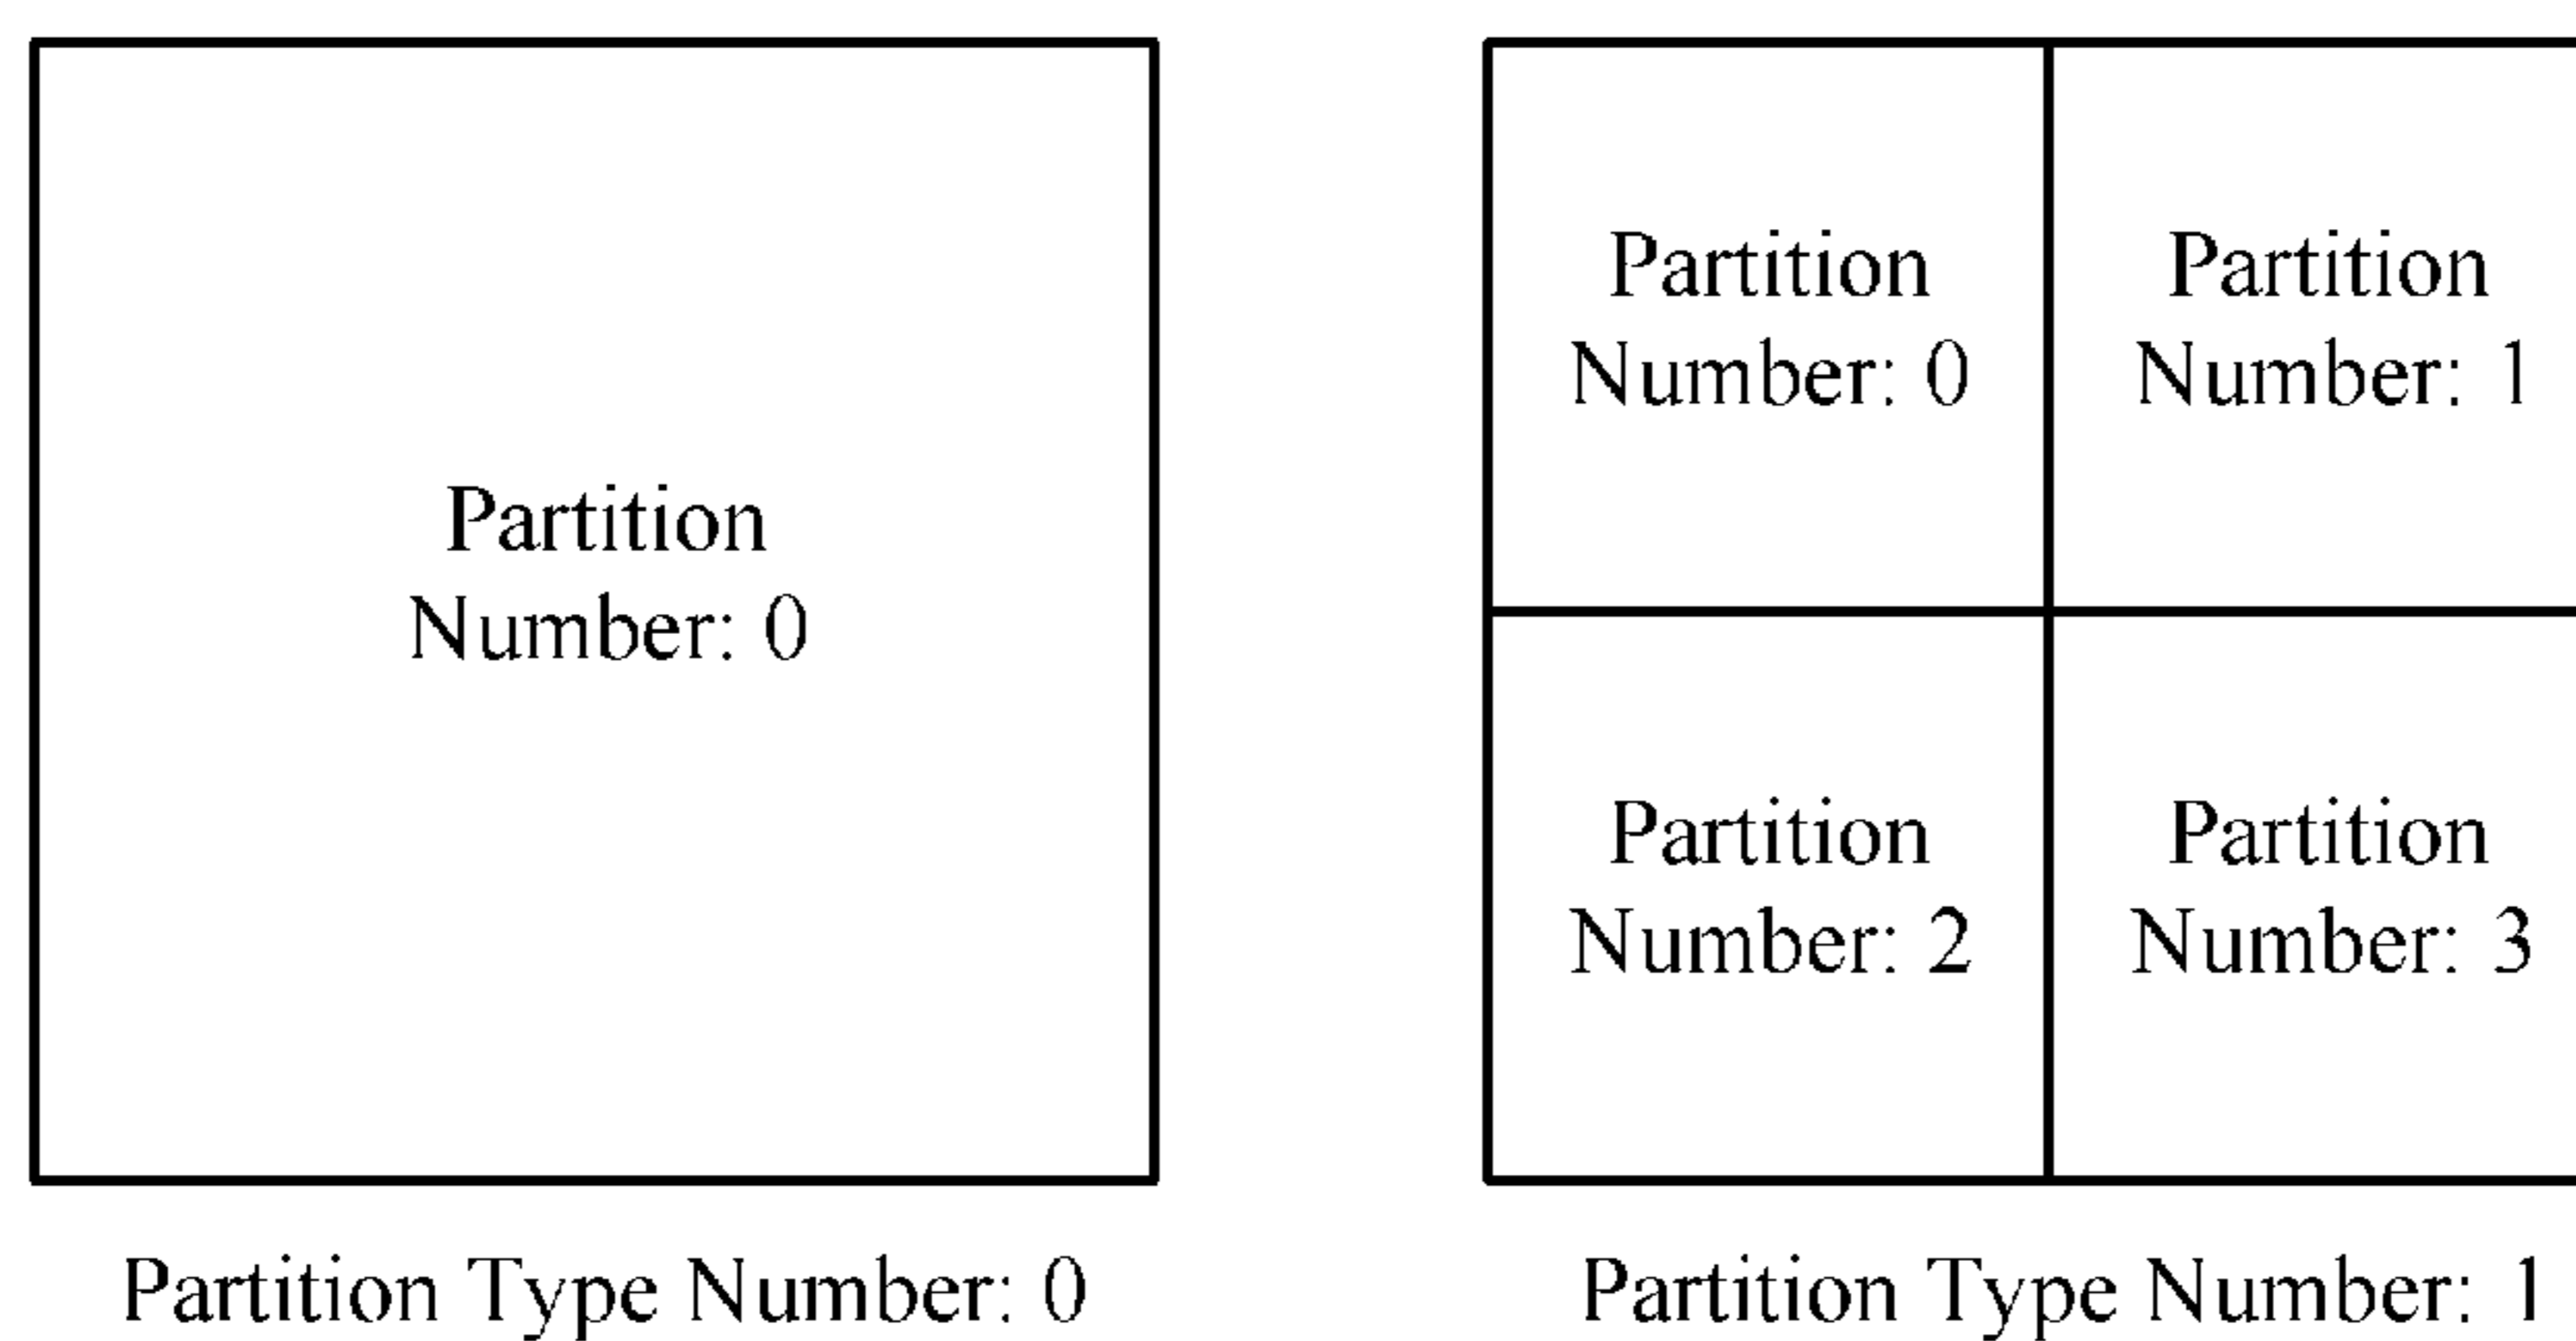 Partition
Number: 0
Partition Type Number: 0
Partition
Number: 0
Partition
Number: 1
Partition
Number: 2
Partition
Number: 3
Partition Type Number: 1